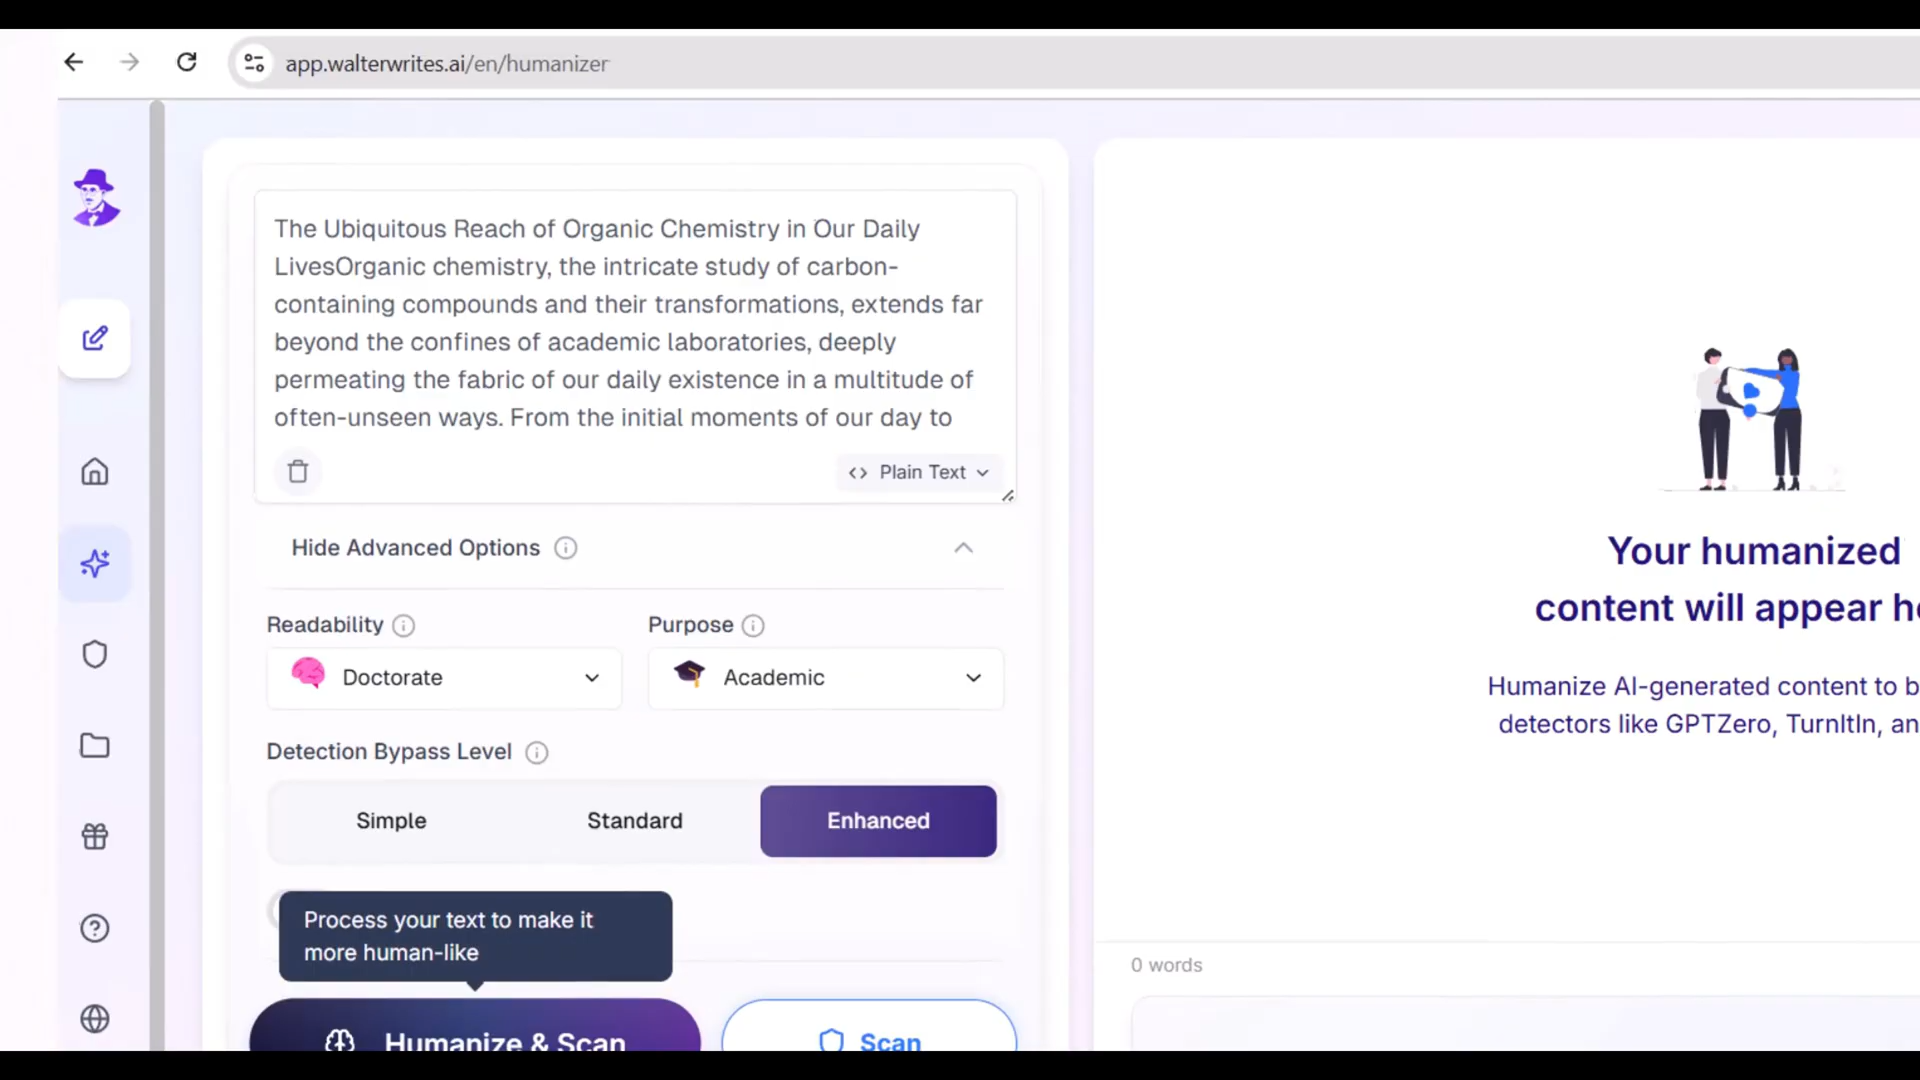 app.walterwrites.ai/en/humanizer
The Ubiquitous Reach of Organic Chemistry in Our Daily
LivesOrganic chemistry, the intricate study of carbon-
containing compounds and their transformations, extends far
beyond the confines of academic laboratories, deeply
permeating the fabric of our daily existence in a multitude of
often-unseen ways. From the initial moments of our day to
Plain Text
Hide Advanced Options
Readability
Purpose
Doctorate
Academic
Detection Bypass Level
Simple
Standard
Enhanced
Process your text to make it
more human-like
Humanize & Scan
Scan
Your humanized
content will appear he
Humanize AI-generated content to b
detectors like GPTZero, TurnItIn, an
0 words